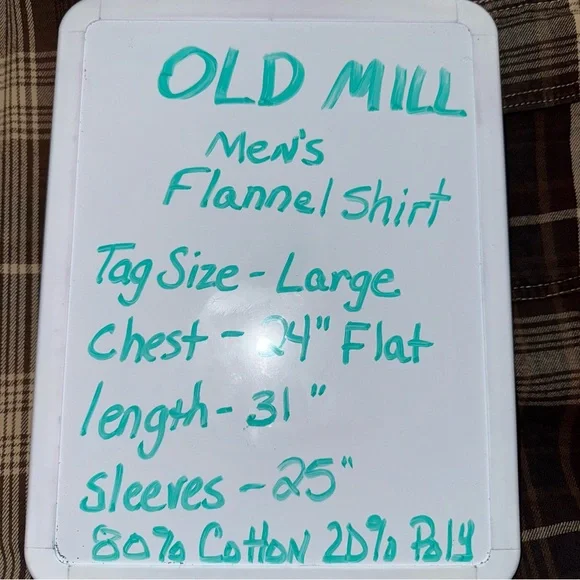 OLD MILL
Men's
Flannel Shirt
Tag Size - Large
Chest - 24" Flat
length - 31"
Sleeves - 25"
80% Cotton 20% Poly